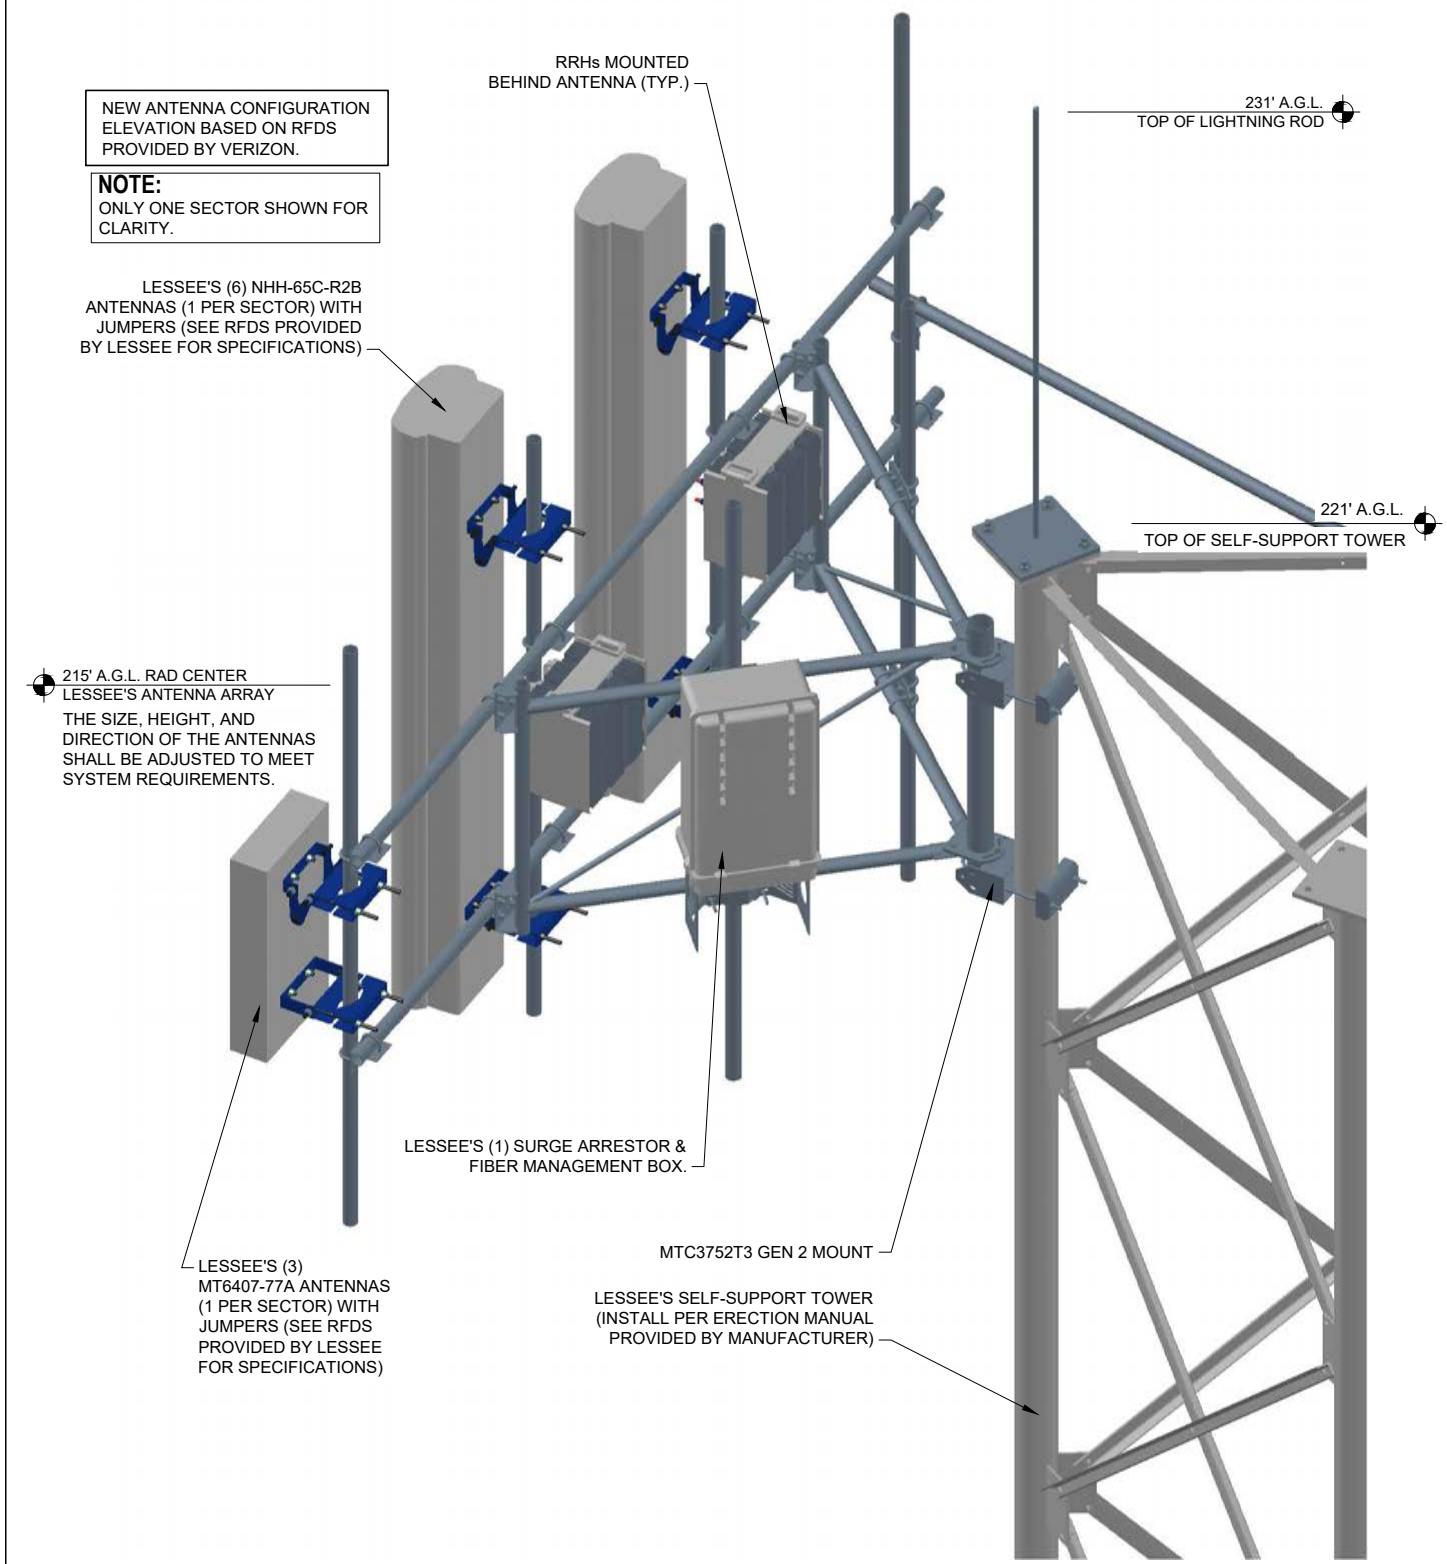 RRHs MOUNTED
BEHIND ANTENNA (TYP.)
NEW ANTENNA CONFIGURATION
ELEVATION BASED ON RFDS
PROVIDED BY VERIZON.
231' A.G.L.
TOP OF LIGHTNING ROD
NOTE:
ONLY ONE SECTOR SHOWN FOR
CLARITY.
LESSEE'S (6) NHH-65C-R2B
ANTENNAS (1 PER SECTOR) WITH
JUMPERS (SEE RFDS PROVIDED
BY LESSEE FOR SPECIFICATIONS)
221' A.G.L.
TOP OF SELF-SUPPORT TOWER
215' A.G.L. RAD CENTER
LESSEE'S ANTENNA ARRAY
THE SIZE, HEIGHT, AND
DIRECTION OF THE ANTENNAS
SHALL BE ADJUSTED TO MEET
SYSTEM REQUIREMENTS.
LESSEE'S (1) SURGE ARRESTOR &
FIBER MANAGEMENT BOX.
LESSEE'S (3)
MT6407-77A ANTENNAS
(1 PER SECTOR) WITH
JUMPERS (SEE RFDS
PROVIDED BY LESSEE
FOR SPECIFICATIONS)
MTC3752T3 GEN 2 MOUNT
LESSEE'S SELF-SUPPORT TOWER
(INSTALL PER ERECTION MANUAL
PROVIDED BY MANUFACTURER)